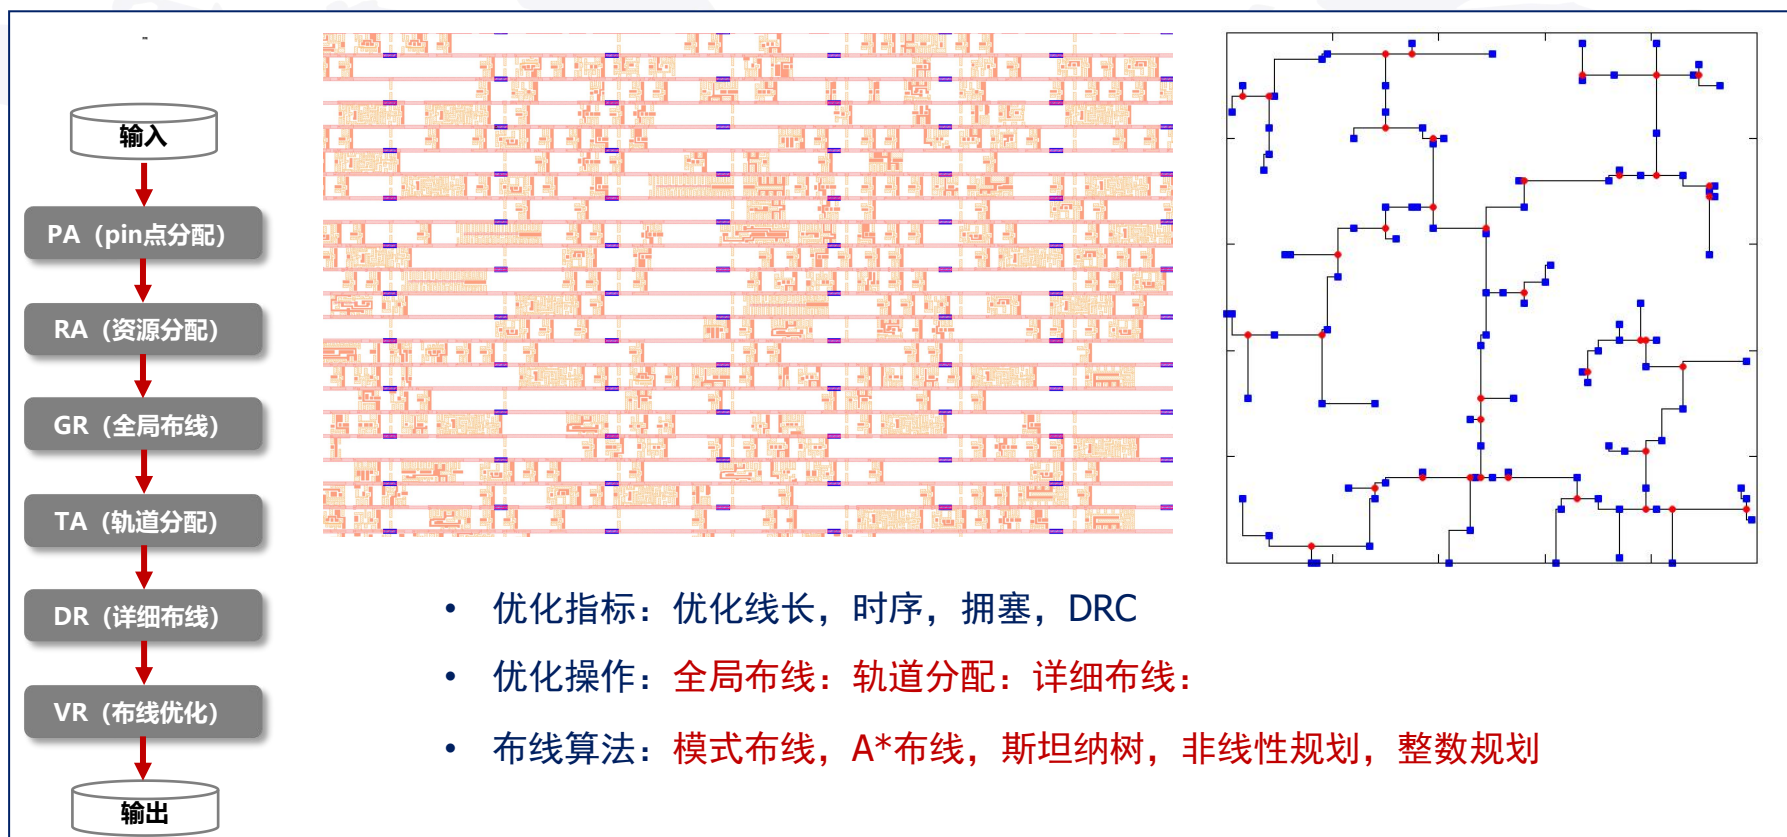 输入
PA（pin点分配）
RA（资源分配）
GR（全局布线）
TA（轨道分配）
DR（详细布线）
VR（布线优化）
输出
• 优化指标：优化线长，时序，拥塞，DRC
• 优化操作：全局布线：轨道分配：详细布线：
• 布线算法：模式布线，A*布线，斯坦纳树，非线性规划，整数规划